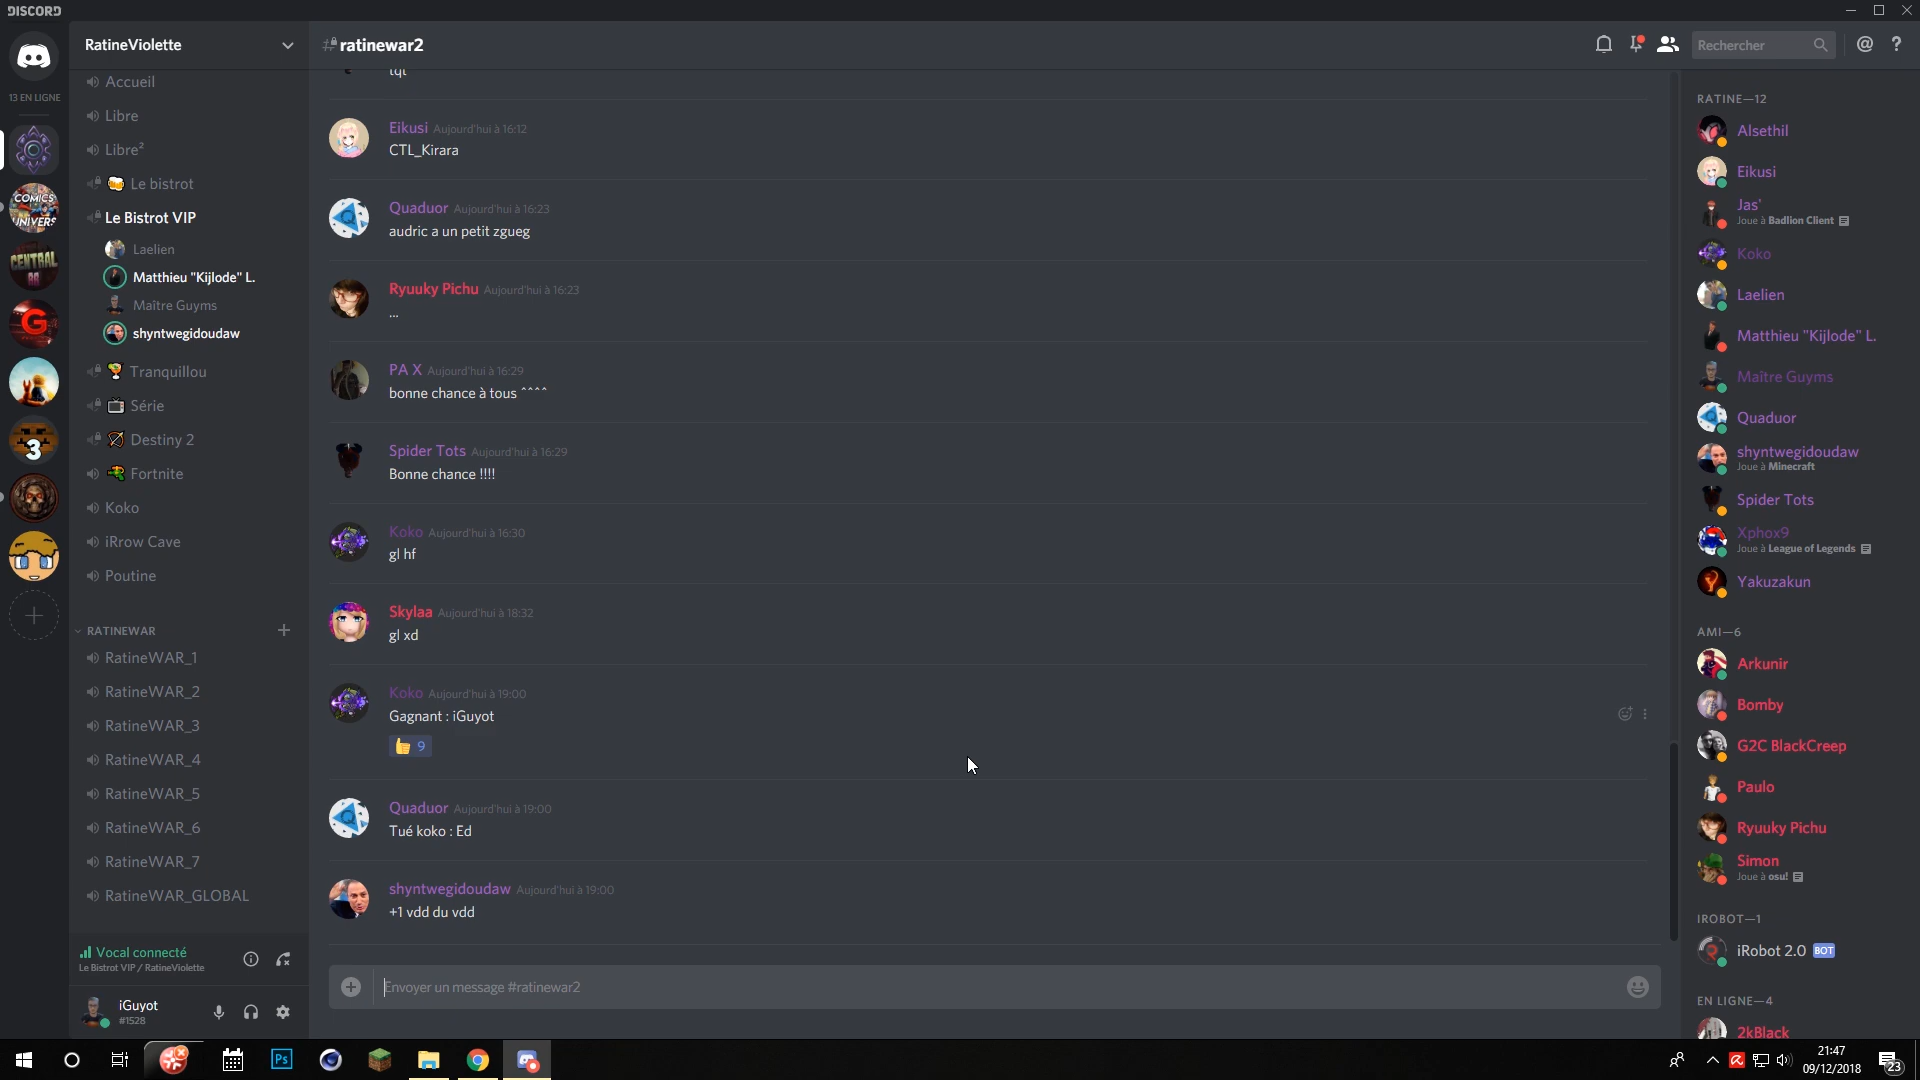 DISCORD
RatineViolette
ratinewar2
Rechercher
13 EN LIGNE
Accueil
Libre
Libre²
Le bistrot
Le Bistrot VIP
Laelien
Matthieu "Kijlode" L.
Maître Guyms
shyntwegidoudaw
Tranquillou
Série
Destiny 2
Fortnite
Koko
iRrow Cave
Poutine
RATINEWAR
RatineWAR_1
RatineWAR_2
RatineWAR_3
RatineWAR_4
RatineWAR_5
RatineWAR_6
RatineWAR_7
RatineWAR_GLOBAL
Vocal connecté
Le Bistrot VIP / RatineViolette
iGuyot
#1528
COMICS
UNIVERS
CENTRAL
G
3
tqt
Eikusi Aujourd'hui à 16:12
CTL_Kirara
Quaduor Aujourd'hui à 16:23
audric a un petit zgueg
Ryuuky Pichu Aujourd'hui à 16:23
...
PA X Aujourd'hui à 16:29
bonne chance à tous ^^^^
Spider Tots Aujourd'hui à 16:29
Bonne chance !!!!
Koko Aujourd'hui à 16:30
gl hf
Skylaa Aujourd'hui à 18:32
gl xd
Koko Aujourd'hui à 19:00
Gagnant : iGuyot
9
Quaduor Aujourd'hui à 19:00
Tué koko : Ed
shyntwegidoudaw Aujourd'hui à 19:00
+1 vdd du vdd
Envoyer un message #ratinewar2
RATINE—12
Alsethil
Eikusi
Jas'
Joue à Badlion Client
Koko
Laelien
Matthieu "Kijlode" L.
Maître Guyms
Quaduor
shyntwegidoudaw
Joue à Minecraft
Spider Tots
Xphox9
Joue à League of Legends
Yakuzakun
AMI—6
Arkunir
Bomby
G2C BlackCreep
Paulo
Ryuuky Pichu
Simon
Joue à osu!
IROBOT—1
iRobot 2.0 BOT
EN LIGNE—4
2kBlack
Ps
21:47
09/12/2018
23